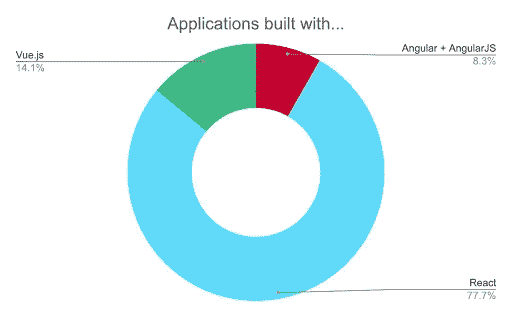 Applications built with...
Vue.js
14.1%
Angular + AngularJS
8.3%
React
77.7%